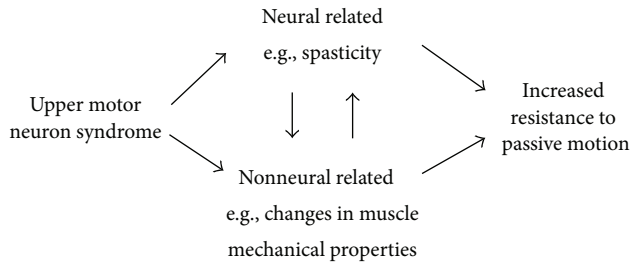 Neural related
e.g., spasticity
Upper motor
neuron syndrome
Increased
resistance to
passive motion
Nonneural related
e.g., changes in muscle
mechanical properties